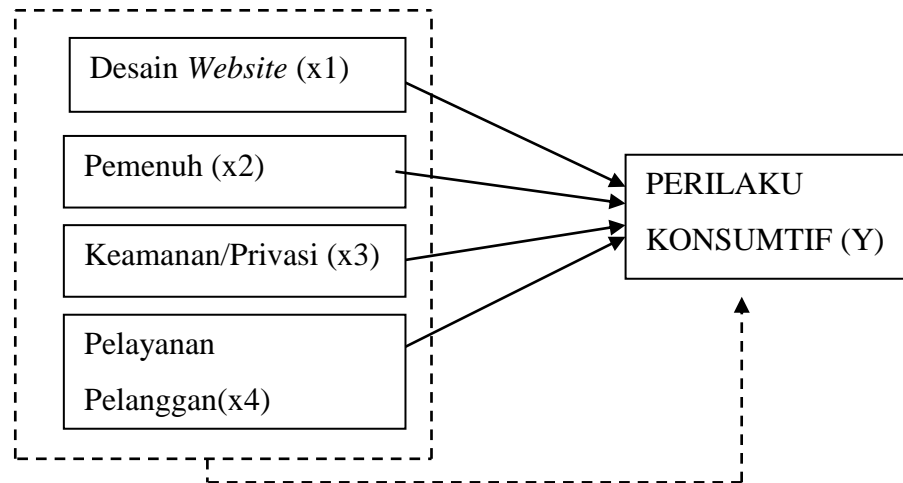 Desain Website (x1)
Pemenuh (x2)
Keamanan/Privasi (x3)
Pelayanan
Pelanggan(x4)
PERILAKU
KONSUMTIF (Y)